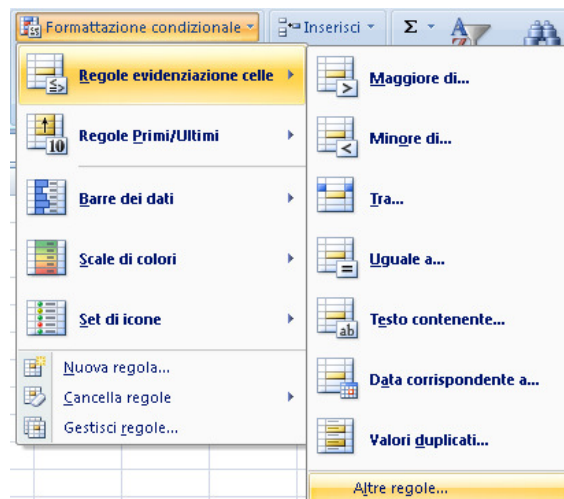 Formattazione condizionale
Inserisci
Σ
Regole evidenziazione celle
Regole Primi/Ultimi
10
Barre dei dati
Scale di colori
Set di icone
Nuova regola...
Cancella regole
Gestisci regole...
Maggiore di...
Minore di...
Tra...
Uguale a...
Testo contenente...
ab
Data corrispondente a...
Valori duplicati...
Altre regole...